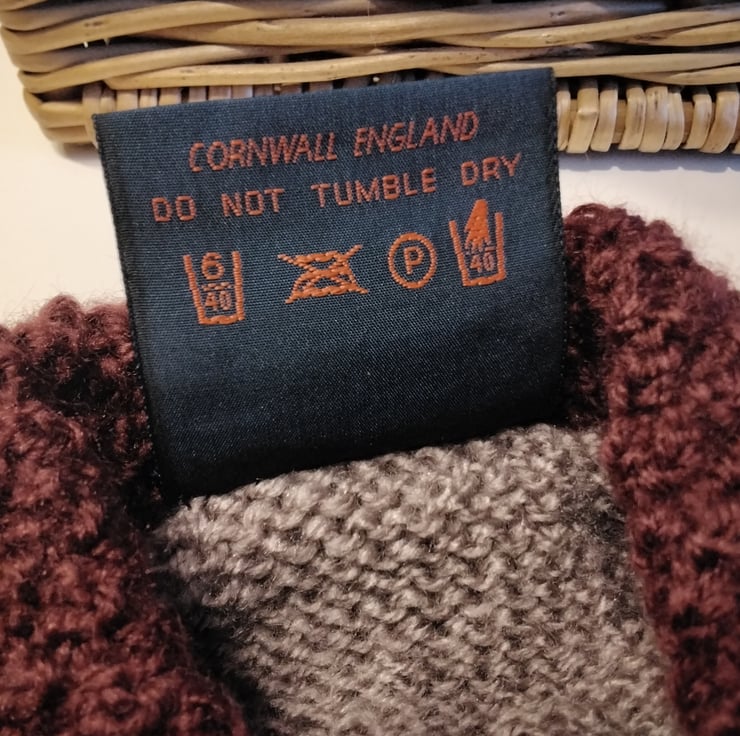 CORNWALL ENGLAND
DO NOT TUMBLE DRY
6 40 P 40